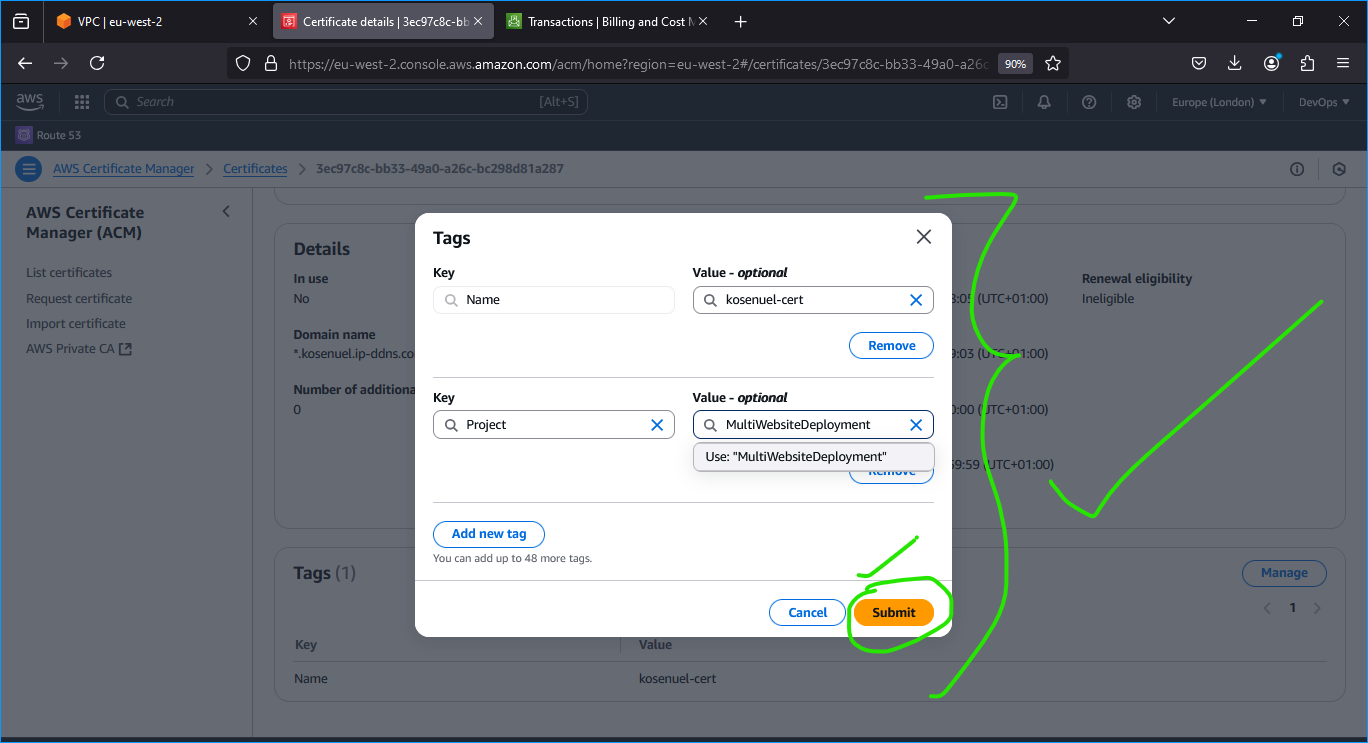 VPC | eu-west-2
Certificate details | 3ec97c8c-bb
Transactions | Billing and Cost M
https://eu-west-2.console.aws.amazon.com/acm/home?region=eu-west-2#/certificates/3ec97c8c-bb33-49a0-a26c
90%
aws
Search
[Alt+S]
Europe (London)
DevOps
Route 53
AWS Certificate Manager
Certificates
3ec97c8c-bb33-49a0-a26c-bc298d81a287
AWS Certificate
Manager (ACM)
List certificates
Request certificate
Import certificate
AWS Private CA
Details
In use
No
Domain name
*.kosenuel.ip-ddns.co
Number of additiona
0
8:05 (UTC+01:00)
9:03 (UTC+01:00)
0:00 (UTC+01:00)
59:59 (UTC+01:00)
Renewal eligibility
Ineligible
Tags
Key
Value - optional
Name
kosenuel-cert
Remove
Key
Value - optional
Project
MultiWebsiteDeployment
Use: "MultiWebsiteDeployment"
Remove
Add new tag
You can add up to 48 more tags.
Cancel
Submit
Tags (1)
Manage
1
Key
Value
Name
kosenuel-cert